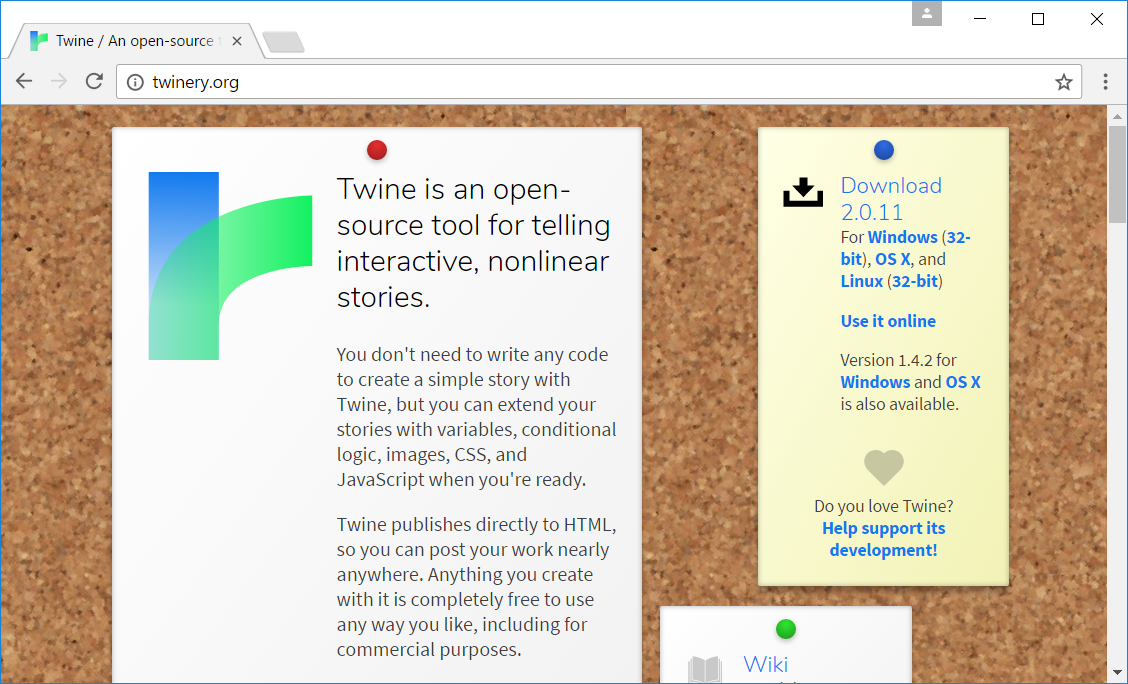 Twine / An open-source
twinery.org
Twine is an open-
source tool for telling
interactive, nonlinear
stories.
You don't need to write any code
to create a simple story with
Twine, but you can extend your
stories with variables, conditional
logic, images, CSS, and
JavaScript when you're ready.
Twine publishes directly to HTML,
so you can post your work nearly
anywhere. Anything you create
with it is completely free to use
any way you like, including for
commercial purposes.
Download
2.0.11
For Windows (32-
bit), OS X, and
Linux (32-bit)
Use it online
Version 1.4.2 for
Windows and OS X
is also available.
Do you love Twine?
Help support its
development!
Wiki